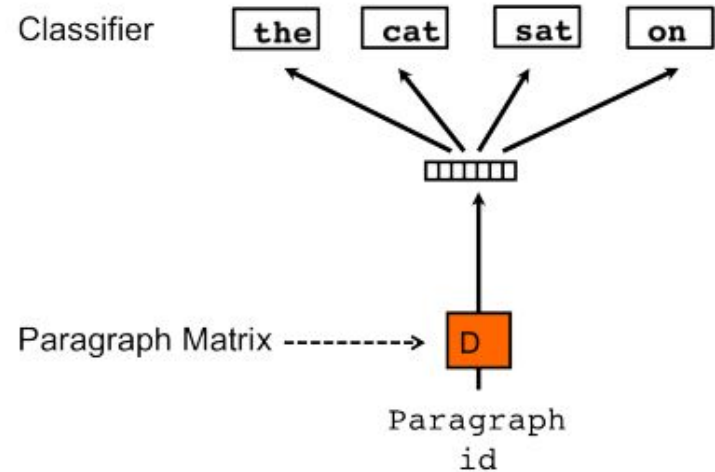 Classifier the cat sat on
Paragraph Matrix D
Paragraph
id